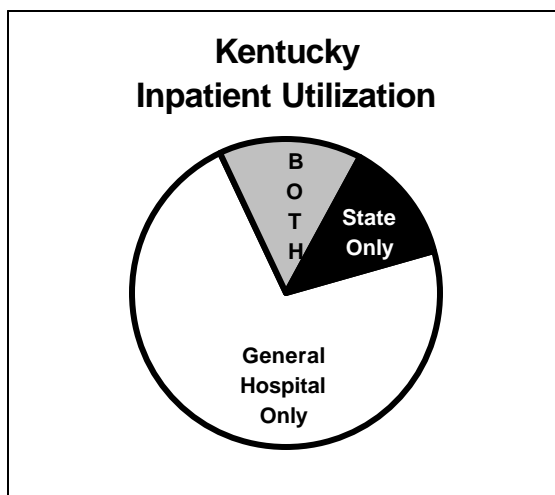 Kentucky
Inpatient Utilization
B
O
T
H
State
Only
General
Hospital
Only